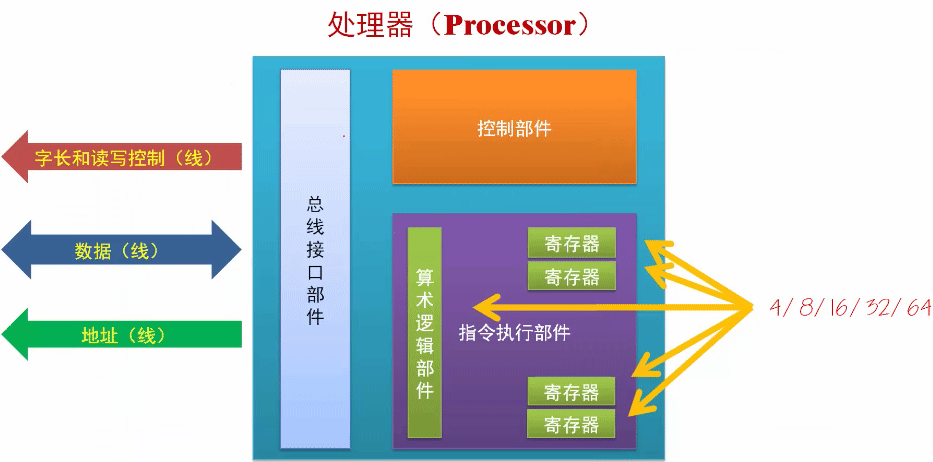 处理器（Processor）
控制部件
字长和读写控制（线）
数据（线）
地址（线）
总线接口部件
算术逻辑部件
指令执行部件
寄存器
寄存器
寄存器
寄存器
4/8/16/32/64